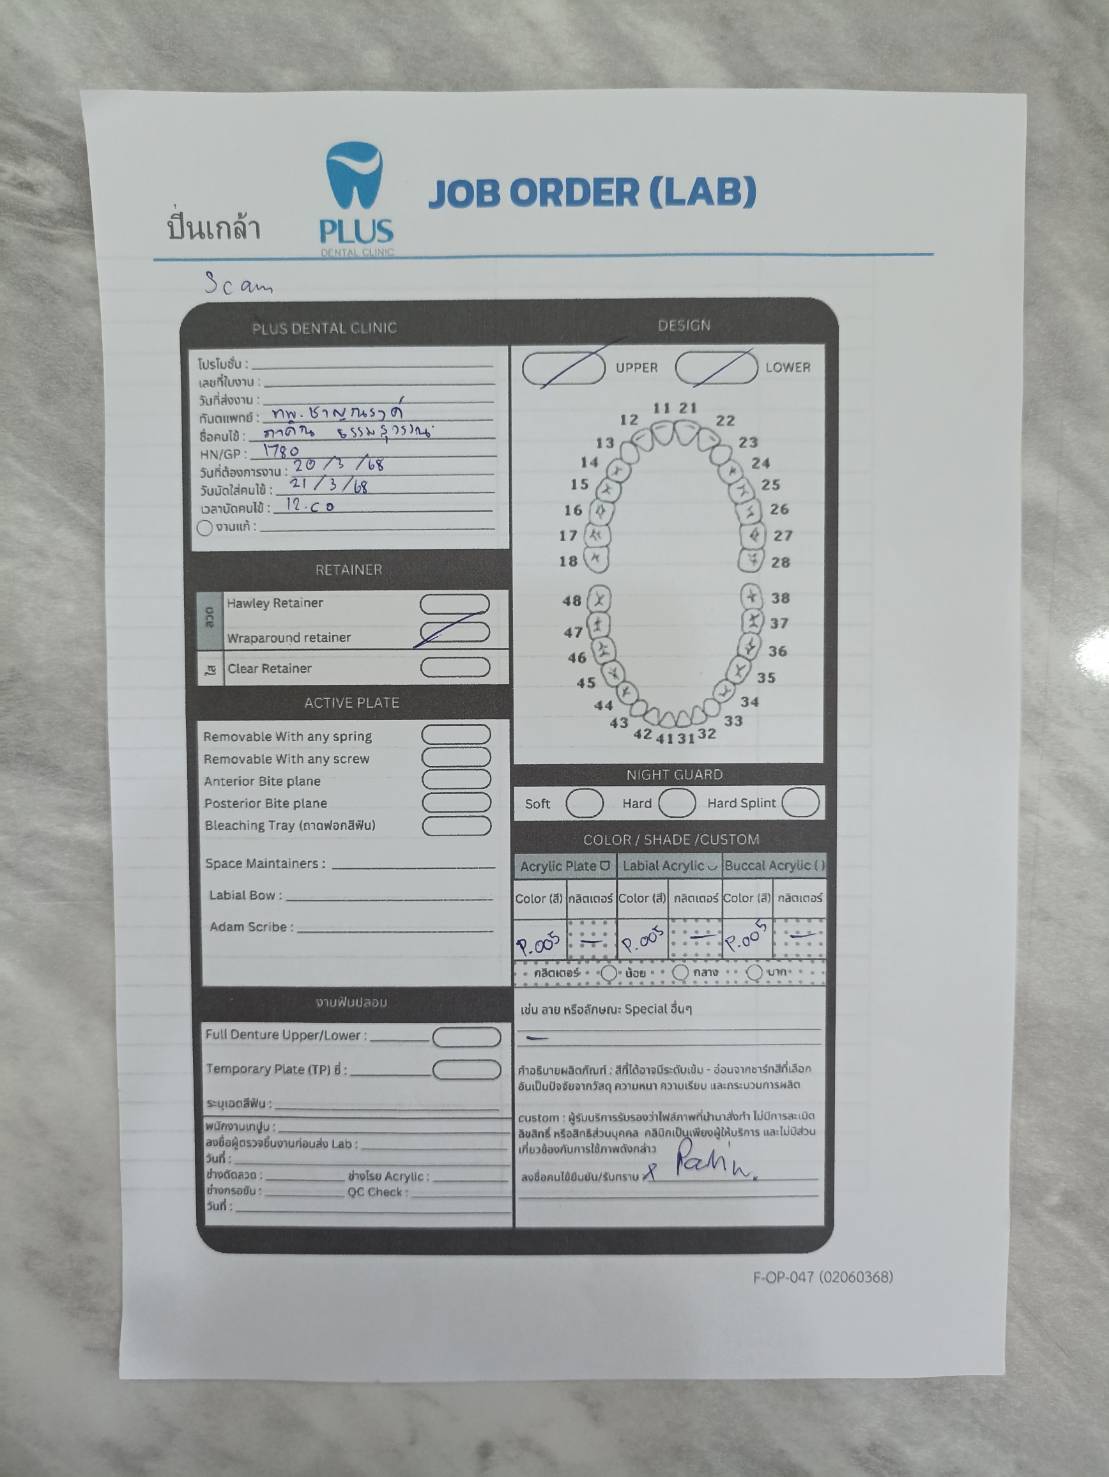 ปิ่นเกล้า
PLUS
DENTAL CLINIC
JOB ORDER (LAB)
Scan
PLUS DENTAL CLINIC
โปรโมชั่น :
เลขที่ใบงาน :
วันที่ส่งงาน :
ทันตแพทย์ : ทพ.
ชื่อคนไข้ : ภาคิน
HN/GP : 1780
วันที่ต้องการงาน : 20/3/68
วันนัดใส่คนไข้ : 21/3/68
เวลานัดคนไข้ : 12.00
งานแก้ :
RETAINER
ลวด
Hawley Retainer
Wraparound retainer
ใส
Clear Retainer
ACTIVE PLATE
Removable With any spring
Removable With any screw
Anterior Bite plane
Posterior Bite plane
Bleaching Tray (ถาดฟอกสีฟัน)
Space Maintainers :
Labial Bow :
Adam Scribe :
งานฟันปลอม
Full Denture Upper/Lower :
Temporary Plate (TP) ซี่ :
ระบุเฉดสีฟัน :
พนักงานเทปูน :
ลงชื่อผู้ตรวจชิ้นงานก่อนส่ง Lab :
วันที่ :
ช่างดัดลวด : ช่างโรย Acrylic :
ช่างกรอขัด : QC Check :
วันที่ :
DESIGN
UPPER LOWER
11 21
12 22
13 23
14 24
15 25
16 26
17 27
18 28
48 38
47 37
46 36
45 35
44 34
43 33
42 41 31 32
NIGHT GUARD
Soft Hard Hard Splint
COLOR / SHADE /CUSTOM
Acrylic Plate Labial Acrylic Buccal Acrylic ( )
Color (สี) กลิตเตอร์ Color (สี) กลิตเตอร์ Color (สี) กลิตเตอร์
P.005 — P.005 — P.005 —
กลิตเตอร์ น้อย กลาง มาก
เช่น ลาย หรือลักษณะ Special อื่นๆ
—
คำอธิบายผลิตภัณฑ์ : สีที่ได้อาจมีระดับเข้ม - อ่อนจากชาร์ทสีที่เลือก
อันเป็นปัจจัยจากวัสดุ ความหนา ความเรียบ และกระบวนการผลิต
custom : ผู้รับบริการรับรองว่าไฟล์ภาพที่นำมาสั่งทำ ไม่มีการละเมิด
ลิขสิทธิ์ หรือสิทธิส่วนบุคคล คลินิกเป็นเพียงผู้ให้บริการ และไม่มีส่วน
เกี่ยวข้องกับการใช้ภาพดังกล่าว
ลงชื่อคนไข้ยืนยัน/รับทราบ x
F-OP-047 (02060368)